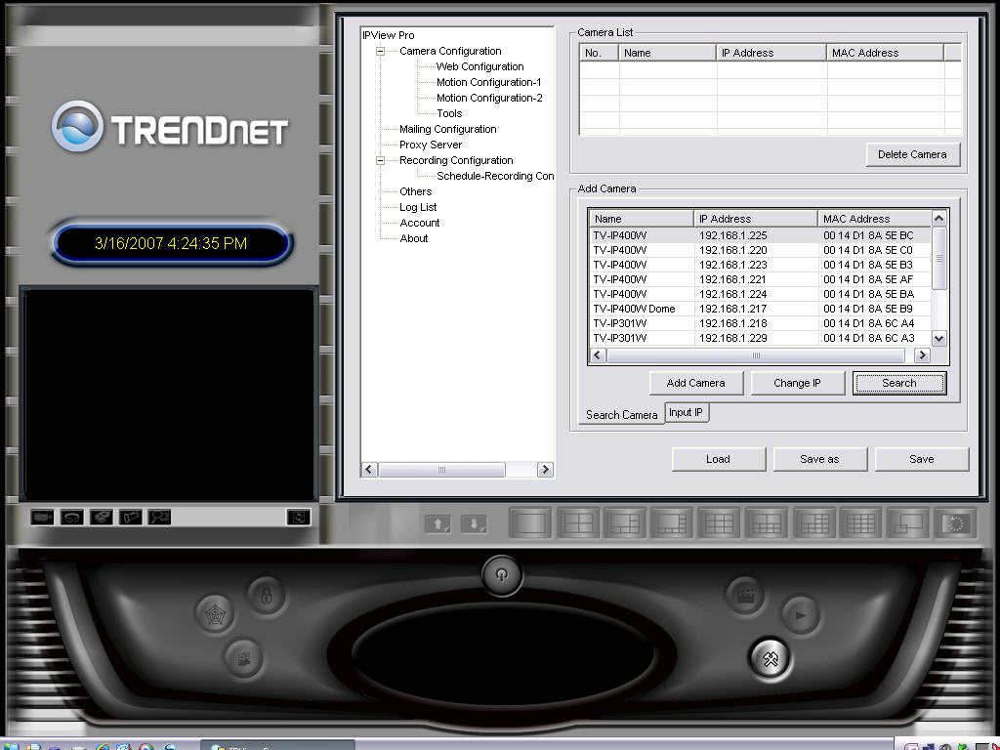 TRENDNET
3/16/2007 4:24:35 PM
IPView Pro
Camera Configuration
Web Configuration
Motion Configuration-1
Motion Configuration-2
Tools
Mailing Configuration
Proxy Server
Recording Configuration
Schedule-Recording Con
Others
Log List
Account
About
Camera List
No. Name IP Address MAC Address
Delete Camera
Add Camera
Name IP Address MAC Address
TV-IP400W 192.168.1.225 00 14 D1 8A 5E BC
TV-IP400W 192.168.1.220 00 14 D1 8A 5E C0
TV-IP400W 192.168.1.223 00 14 D1 8A 5E B3
TV-IP400W 192.168.1.221 00 14 D1 8A 5E AF
TV-IP400W 192.168.1.224 00 14 D1 8A 5E BA
TV-IP400W Dome 192.168.1.217 00 14 D1 8A 5E B9
TV-IP301W 192.168.1.218 00 14 D1 8A 6C A4
TV-IP301W 192.168.1.229 00 14 D1 8A 6C A3
Add Camera Change IP Search
Search Camera Input IP
Load Save as Save